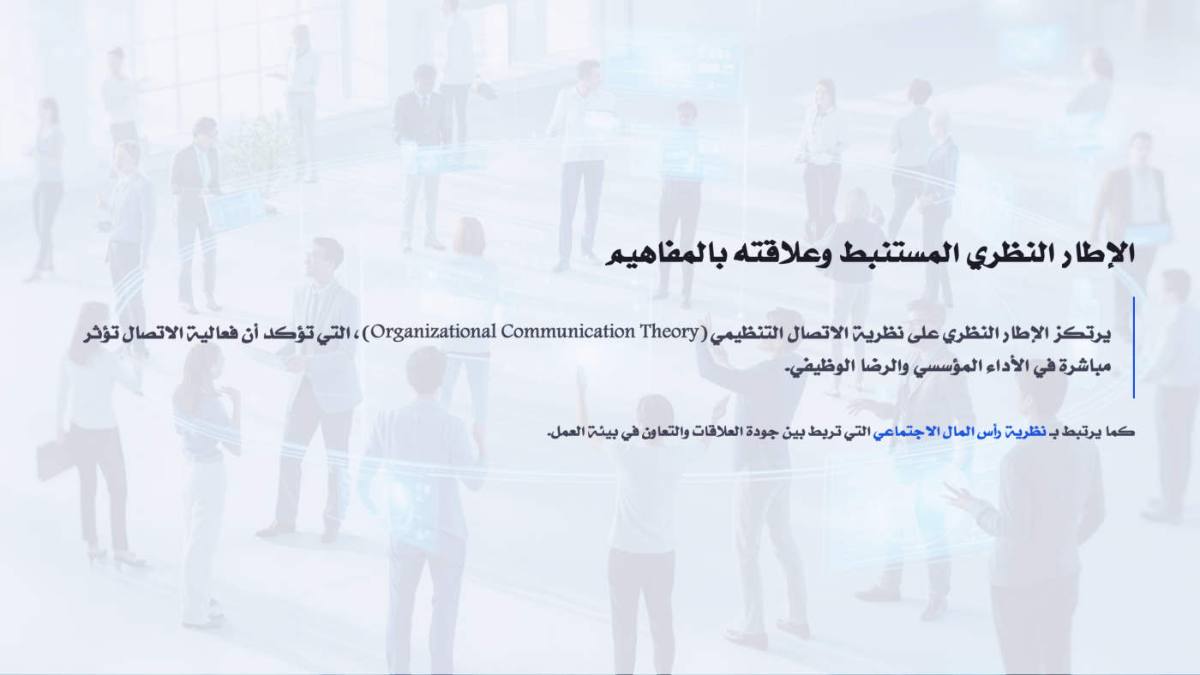 الإطار النظري المستنبط وعلاقته بالمفاهيم
يرتكز الإطار النظري على نظرية الاتصال التنظيمي (Organizational Communication Theory)، التي تؤكد أن فعالية الاتصال تؤثر
مباشرة في الأداء المؤسسي والرضا الوظيفي.
كما يرتبط بـ نظرية رأس المال الاجتماعي التي تربط بين جودة العلاقات والتعاون في بيئة العمل.